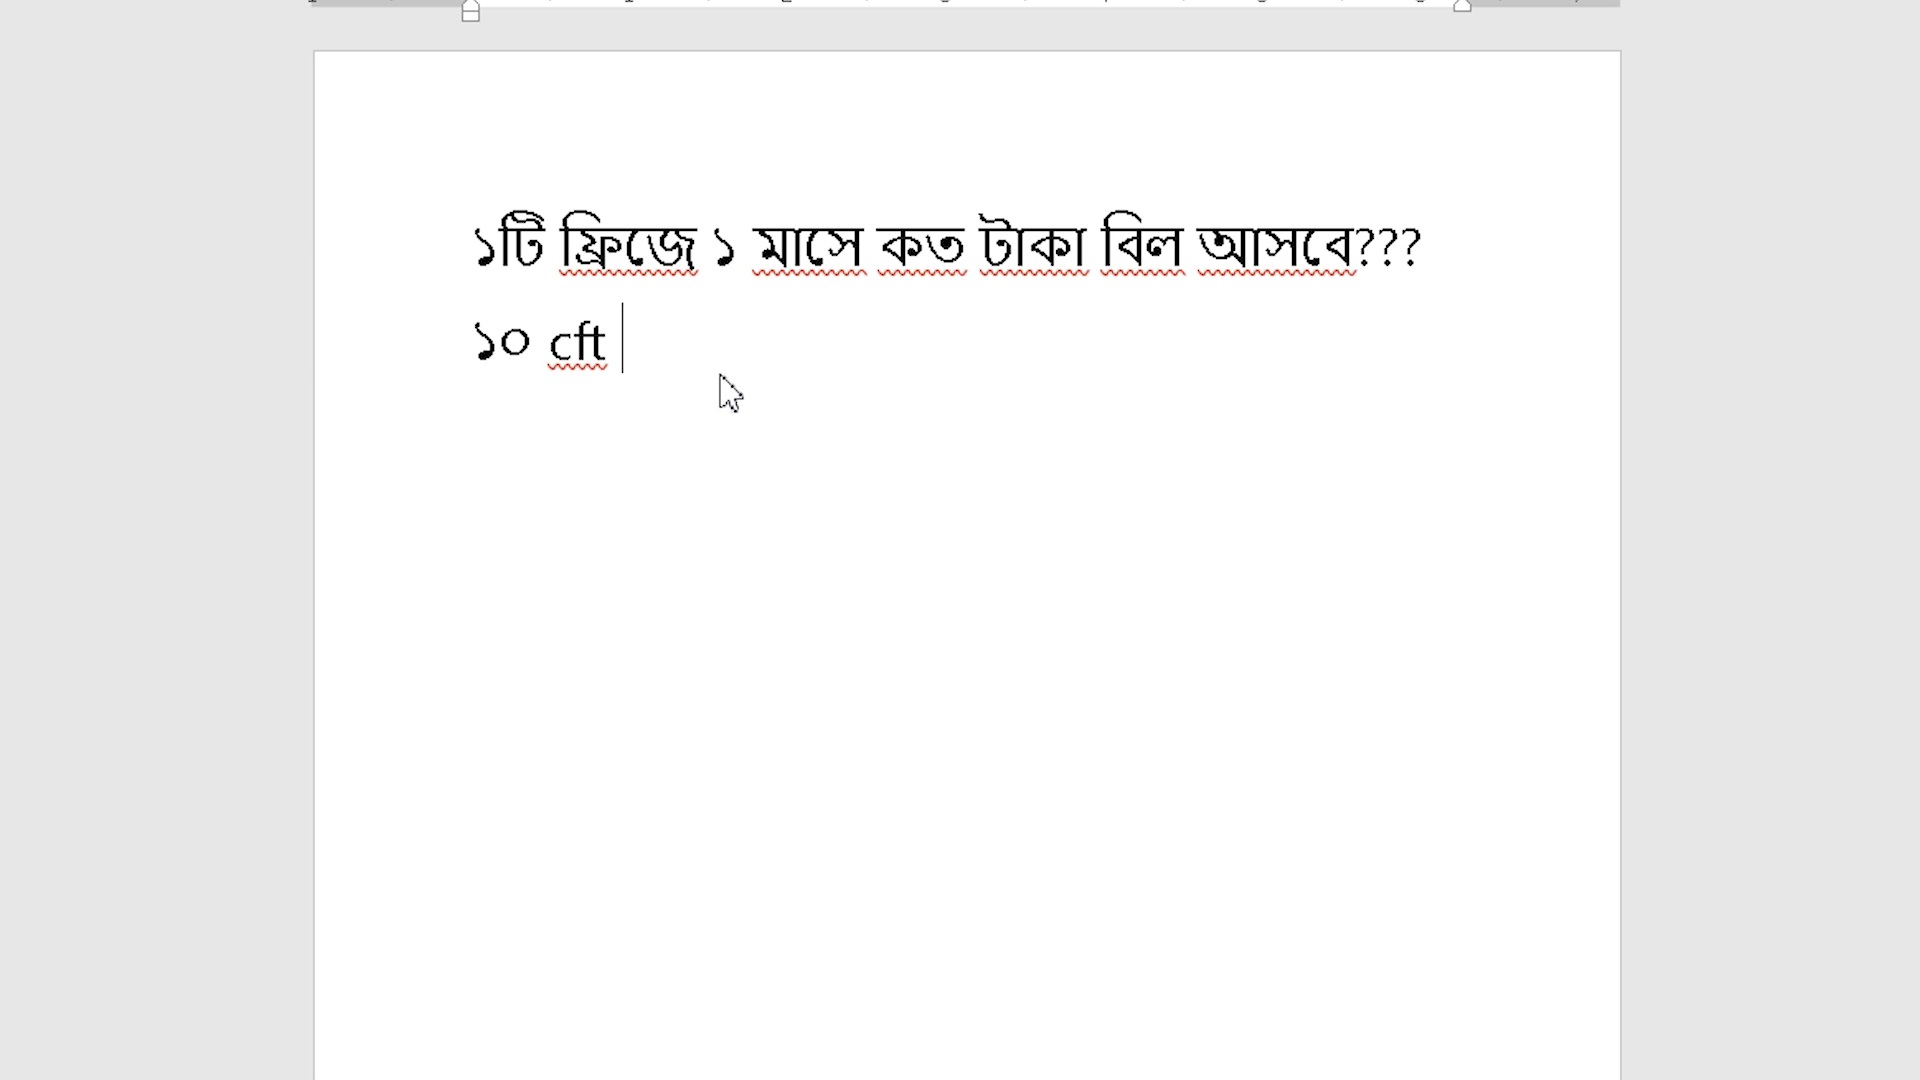 ১টি ফ্রিজে ১ মাসে কত টাকা বিল আসবে???
১০ cft